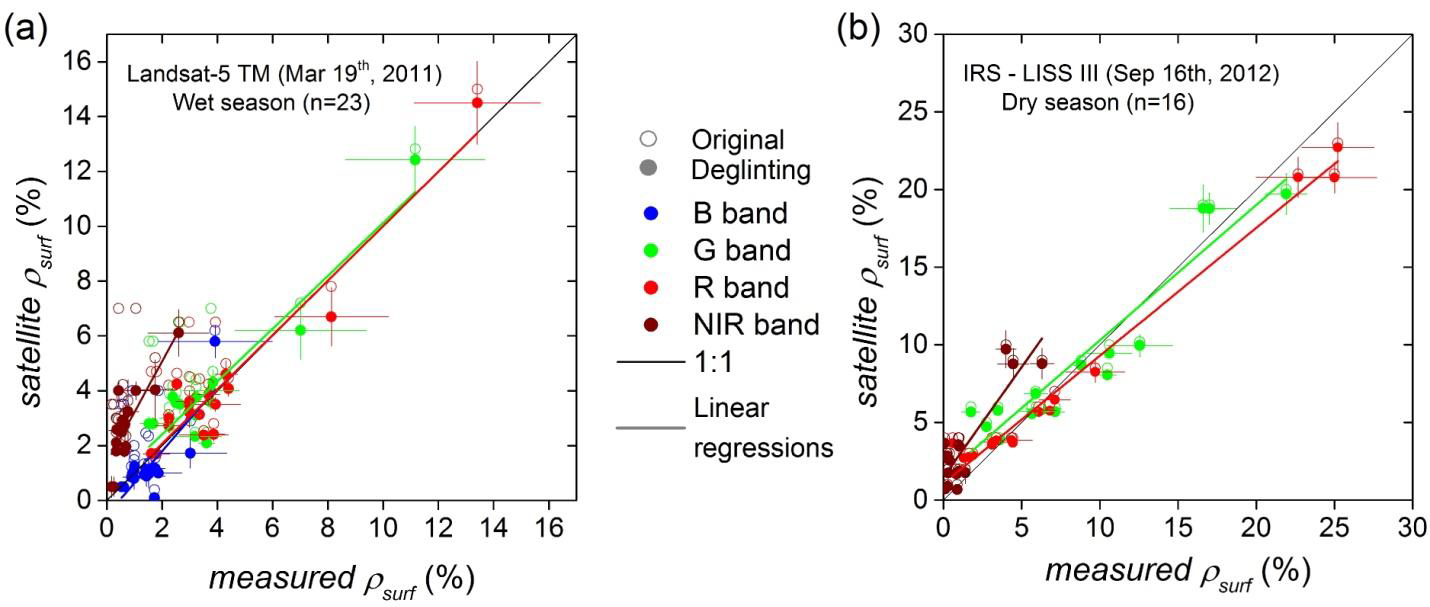 (a)
Landsat-5 TM (Mar 19th, 2011)
Wet season (n=23)
satellite ρsurf (%)
16
14
12
10
8
6
4
2
0
0 2 4 6 8 10 12 14 16
measured ρsurf (%)
Original
Deglinting
B band
G band
R band
NIR band
1:1
Linear
regressions
(b)
IRS - LISS III (Sep 16th, 2012)
Dry season (n=16)
satellite ρsurf (%)
30
25
20
15
10
5
0
0 5 10 15 20 25 30
measured ρsurf (%)